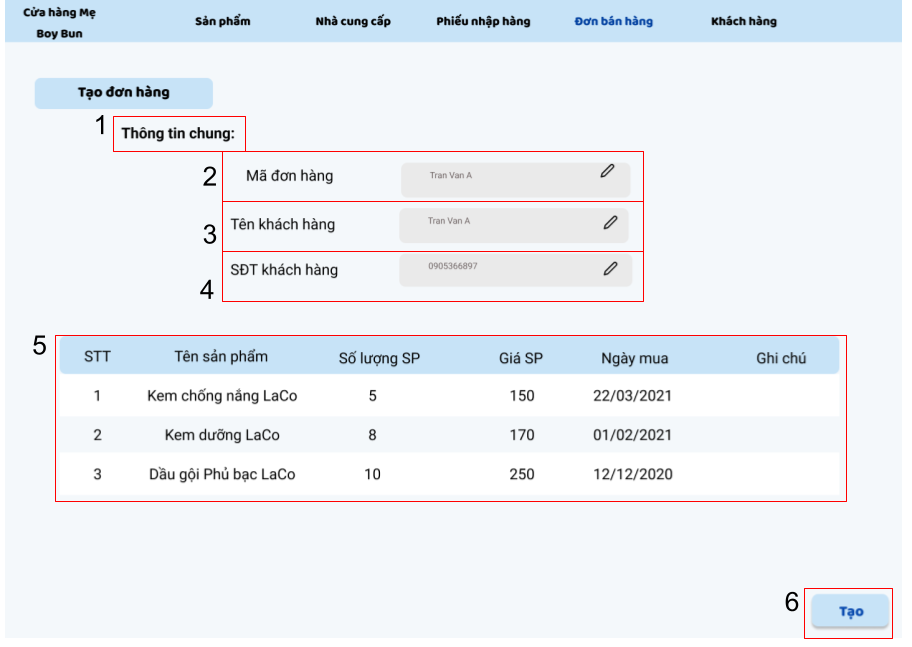 Cửa hàng Mẹ
Boy Bun
Sản phẩm
Nhà cung cấp
Phiếu nhập hàng
Đơn bán hàng
Khách hàng
Tạo đơn hàng
1
Thông tin chung:
2
Mã đơn hàng
Tran Van A
3
Tên khách hàng
Tran Van A
4
SĐT khách hàng
0905366897
5
STT Tên sản phẩm Số lượng SP Giá SP Ngày mua Ghi chú
1 Kem chống nắng LaCo 5 150 22/03/2021
2 Kem dưỡng LaCo 8 170 01/02/2021
3 Dầu gội Phủ bạc LaCo 10 250 12/12/2020
6
Tạo